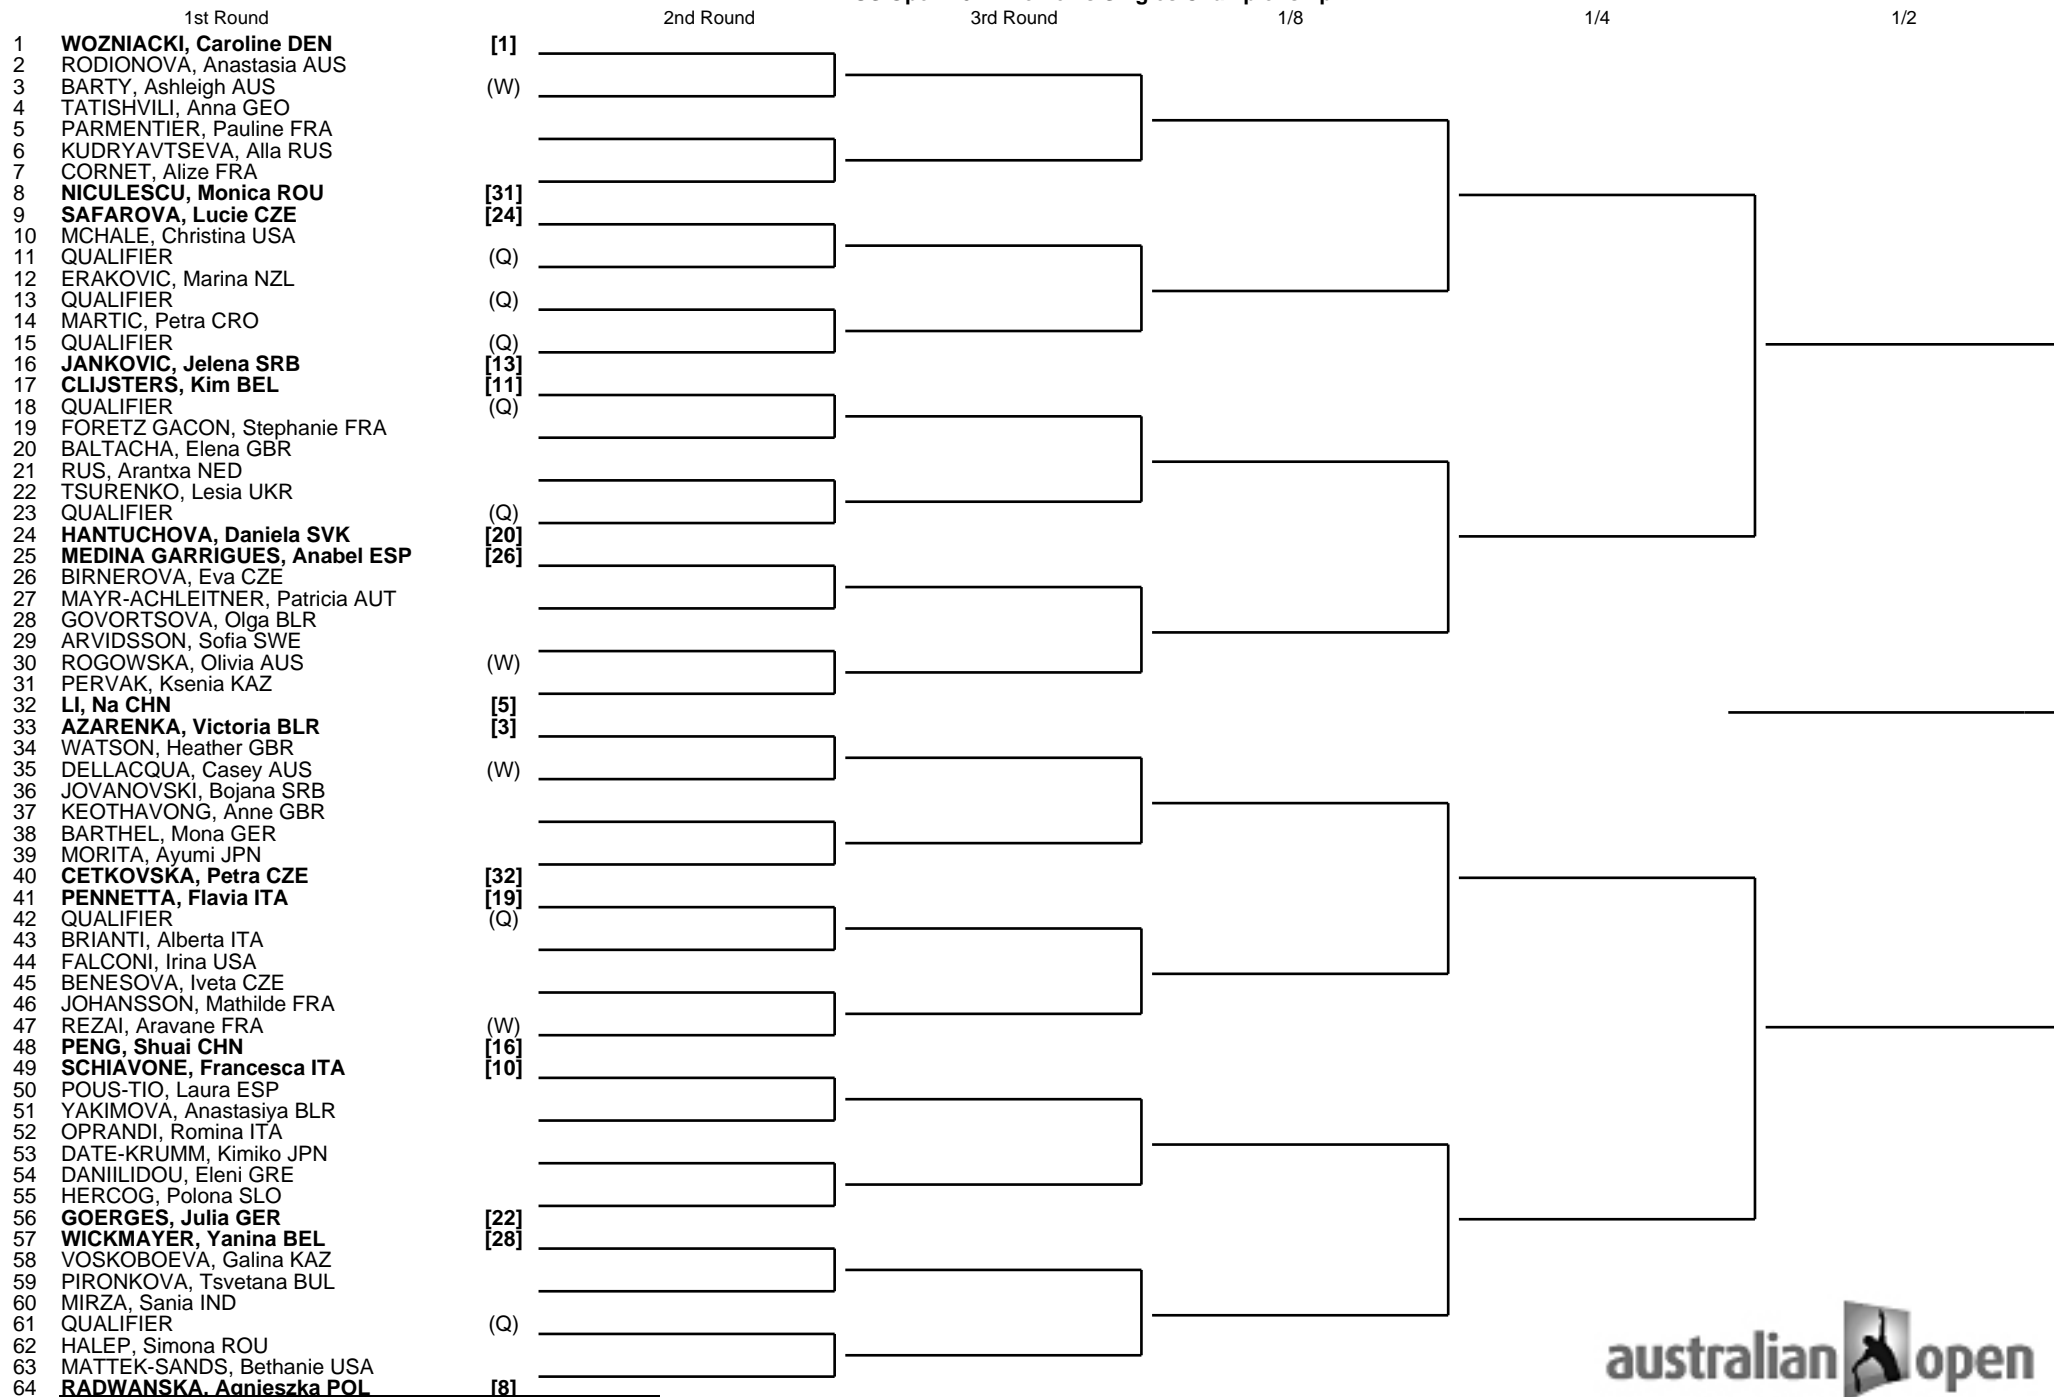 1st Round 2nd Round 3rd Round 1/8 1/4 1/2
1 WOZNIACKI, Caroline DEN [1]
2 RODIONOVA, Anastasia AUS
3 BARTY, Ashleigh AUS (W)
4 TATISHVILI, Anna GEO
5 PARMENTIER, Pauline FRA
6 KUDRYAVTSEVA, Alla RUS
7 CORNET, Alize FRA
8 NICULESCU, Monica ROU [31]
9 SAFAROVA, Lucie CZE [24]
10 MCHALE, Christina USA
11 QUALIFIER (Q)
12 ERAKOVIC, Marina NZL
13 QUALIFIER (Q)
14 MARTIC, Petra CRO
15 QUALIFIER (Q)
16 JANKOVIC, Jelena SRB [13]
17 CLIJSTERS, Kim BEL [11]
18 QUALIFIER (Q)
19 FORETZ GACON, Stephanie FRA
20 BALTACHA, Elena GBR
21 RUS, Arantxa NED
22 TSURENKO, Lesia UKR
23 QUALIFIER (Q)
24 HANTUCHOVA, Daniela SVK [20]
25 MEDINA GARRIGUES, Anabel ESP [26]
26 BIRNEROVA, Eva CZE
27 MAYR-ACHLEITNER, Patricia AUT
28 GOVORTSOVA, Olga BLR
29 ARVIDSSON, Sofia SWE
30 ROGOWSKA, Olivia AUS (W)
31 PERVAK, Ksenia KAZ
32 LI, Na CHN [5]
33 AZARENKA, Victoria BLR [3]
34 WATSON, Heather GBR
35 DELLACQUA, Casey AUS (W)
36 JOVANOVSKI, Bojana SRB
37 KEOTHAVONG, Anne GBR
38 BARTHEL, Mona GER
39 MORITA, Ayumi JPN
40 CETKOVSKA, Petra CZE [32]
41 PENNETTA, Flavia ITA [19]
42 QUALIFIER (Q)
43 BRIANTI, Alberta ITA
44 FALCONI, Irina USA
45 BENESOVA, Iveta CZE
46 JOHANSSON, Mathilde FRA
47 REZAI, Aravane FRA (W)
48 PENG, Shuai CHN [16]
49 SCHIAVONE, Francesca ITA [10]
50 POUS-TIO, Laura ESP
51 YAKIMOVA, Anastasiya BLR
52 OPRANDI, Romina ITA
53 DATE-KRUMM, Kimiko JPN
54 DANIILIDOU, Eleni GRE
55 HERCOG, Polona SLO
56 GOERGES, Julia GER [22]
57 WICKMAYER, Yanina BEL [28]
58 VOSKOBOEVA, Galina KAZ
59 PIRONKOVA, Tsvetana BUL
60 MIRZA, Sania IND
61 QUALIFIER (Q)
62 HALEP, Simona ROU
63 MATTEK-SANDS, Bethanie USA
64 RADWANSKA, Agnieszka POL [8]
australian open